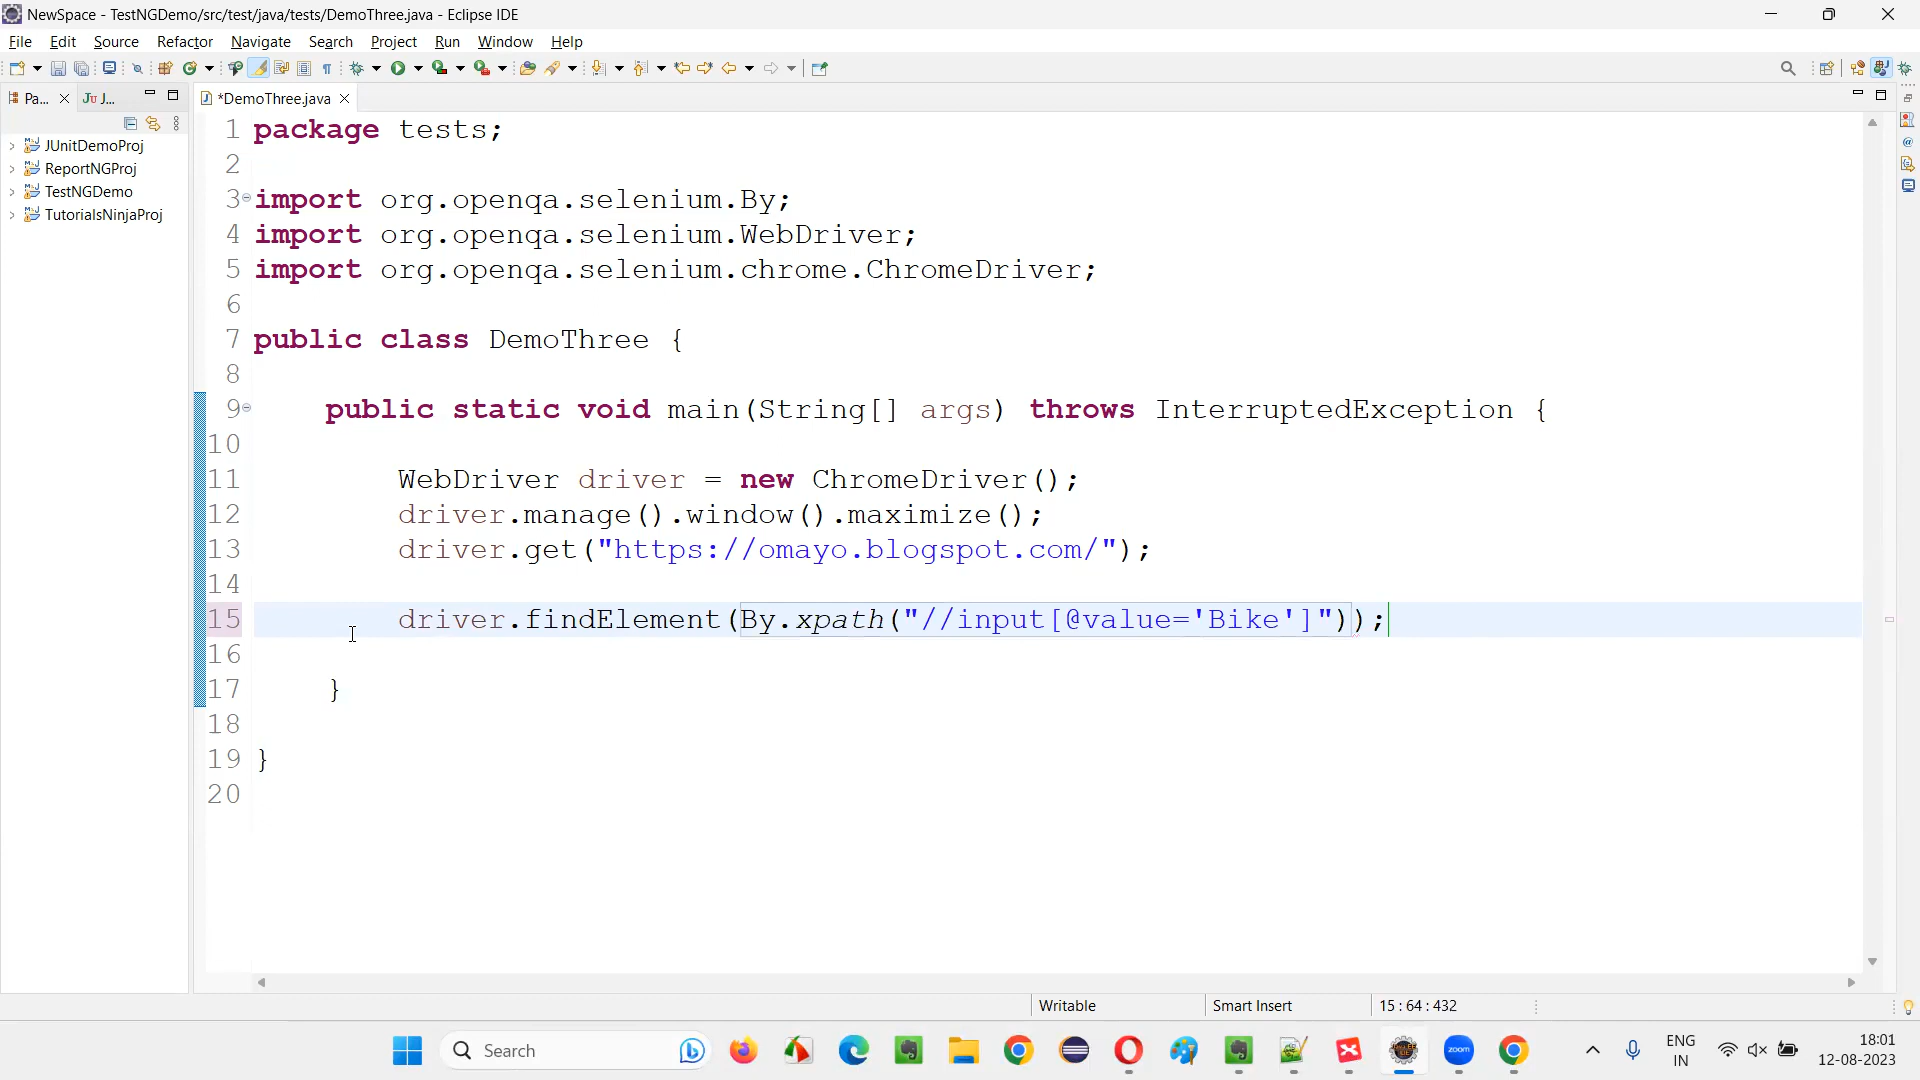 NewSpace - TestNGDemo/src/test/java/tests/DemoThree.java - Eclipse IDE
File Edit Source Refactor Navigate Search Project Run Window Help
Pa... J... *DemoThree.java
JUnitDemoProj
ReportNGProj
TestNGDemo
TutorialsNinjaProj
1 package tests;
2
3 import org.openqa.selenium.By;
4 import org.openqa.selenium.WebDriver;
5 import org.openqa.selenium.chrome.ChromeDriver;
6
7 public class DemoThree {
8
9 public static void main(String[] args) throws InterruptedException {
10
11 WebDriver driver = new ChromeDriver();
12 driver.manage().window().maximize();
13 driver.get("https://omayo.blogspot.com/");
14
15 driver.findElement(By.xpath("//input[@value='Bike']"));
16
17 }
18
19 }
20
Writable Smart Insert 15 : 64 : 432
Search zoom ENG IN 18:01
12-08-2023